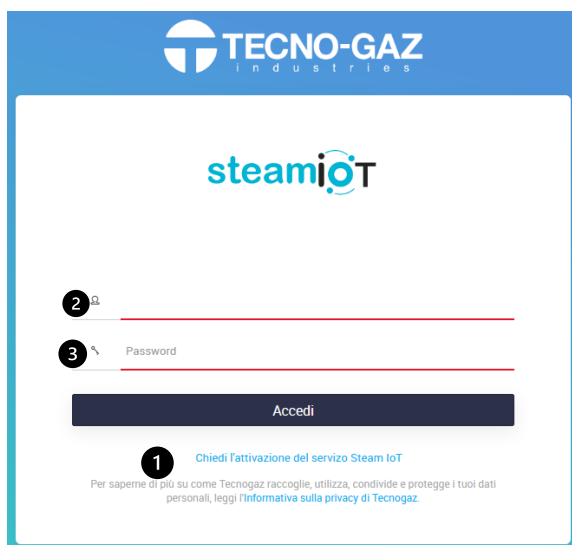 TECNO-GAZ
industries
steamioT
2
3 Password
Accedi
1 Chiedi l'attivazione del servizo Steam IoT
Per saperne di più su come Tecnogaz raccoglie, utilizza, condivide e protegge i tuoi dati
personali, leggi l'Informativa sulla privacy di Tecnogaz.